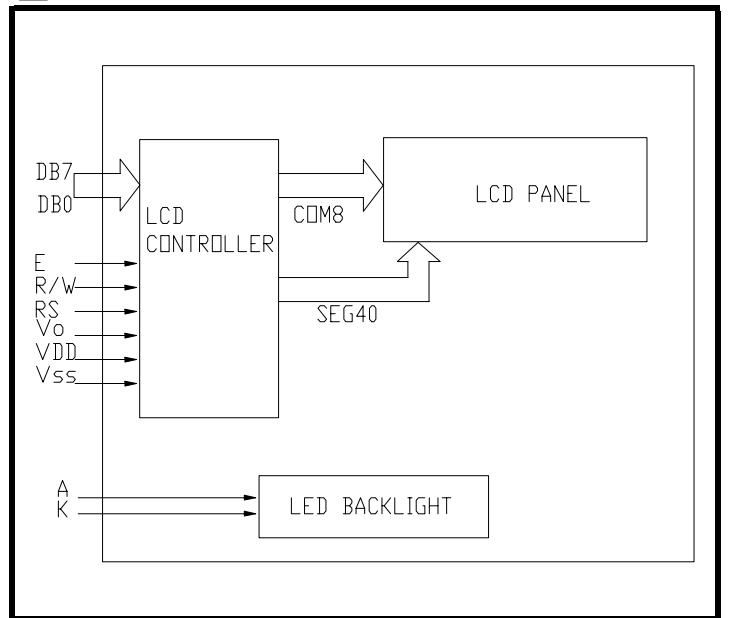 DB7
DB0
LCD
CONTROLLER
COM8
LCD PANEL
E
R/W
RS
Vo
VDD
Vss
SEG40
A
K
LED BACKLIGHT